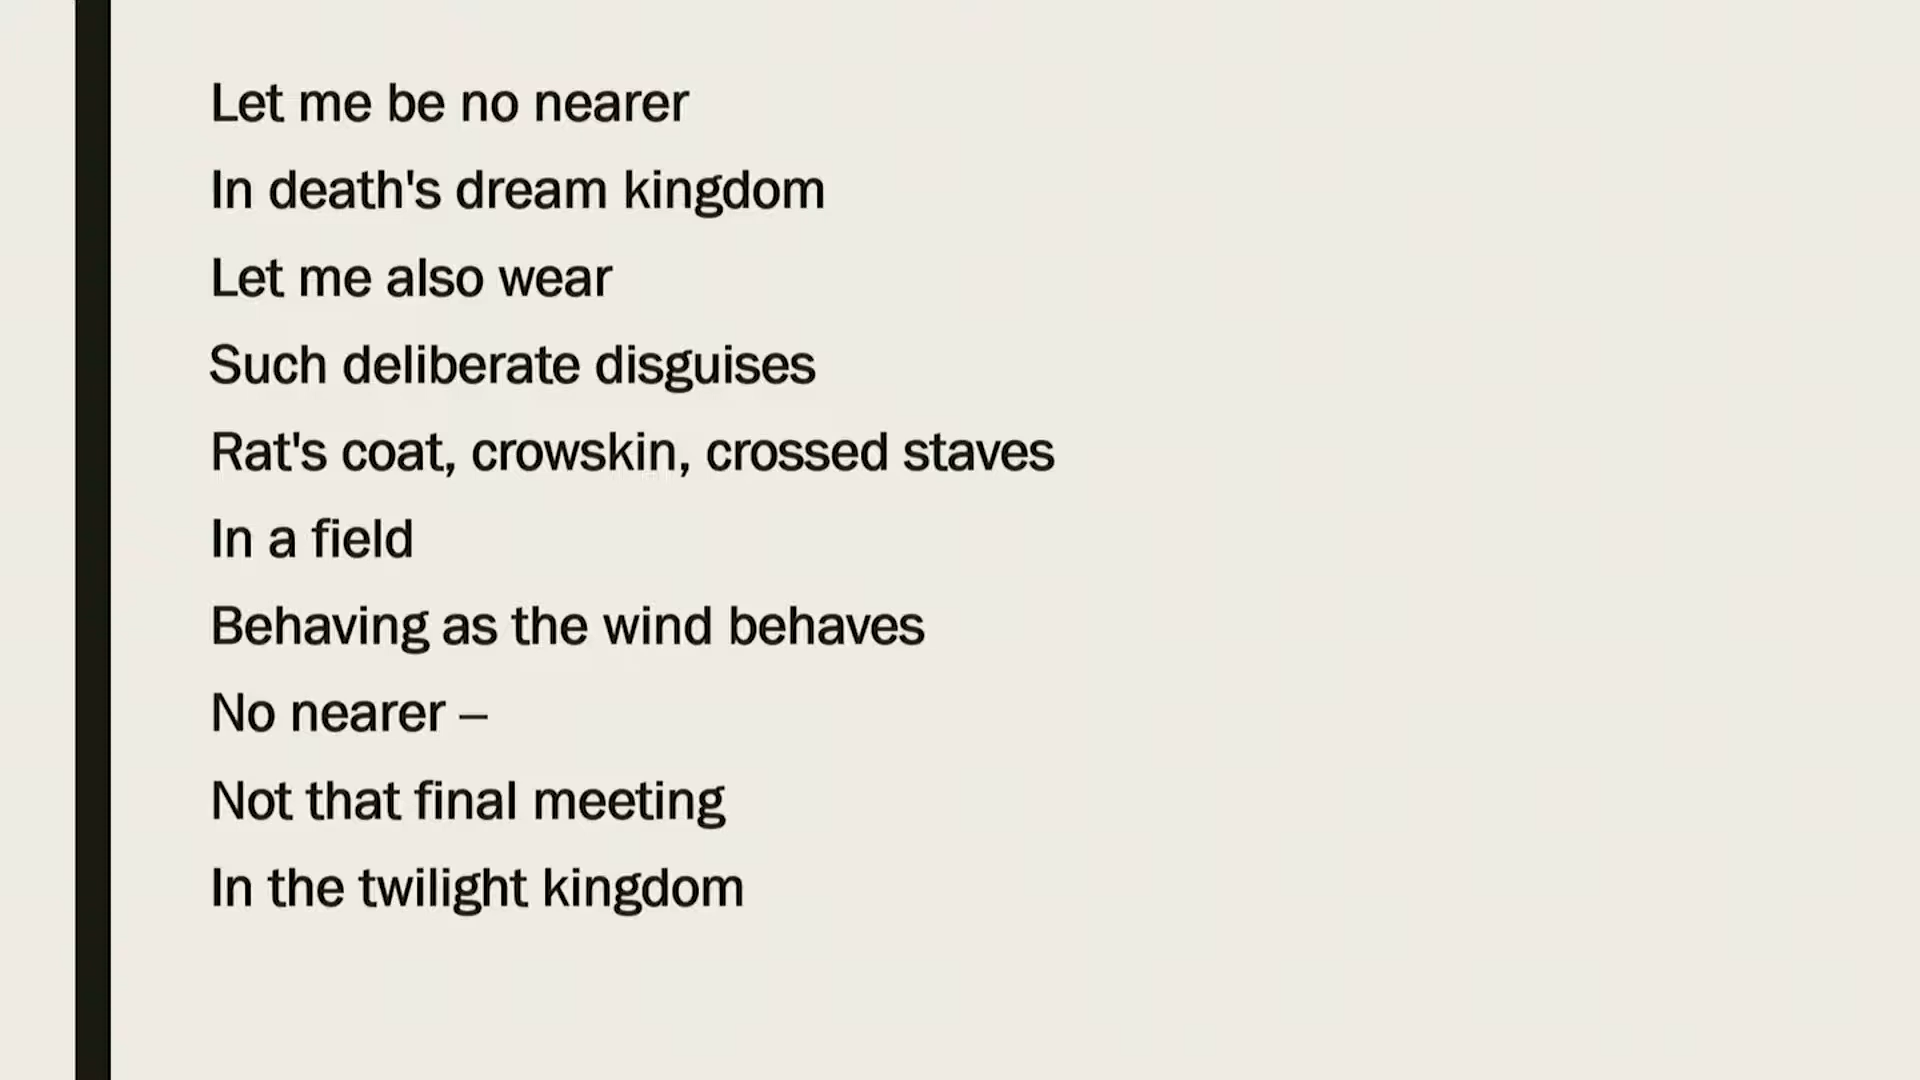 Let me be no nearer
In death's dream kingdom
Let me also wear
Such deliberate disguises
Rat's coat, crowskin, crossed staves
In a field
Behaving as the wind behaves
No nearer –
Not that final meeting
In the twilight kingdom